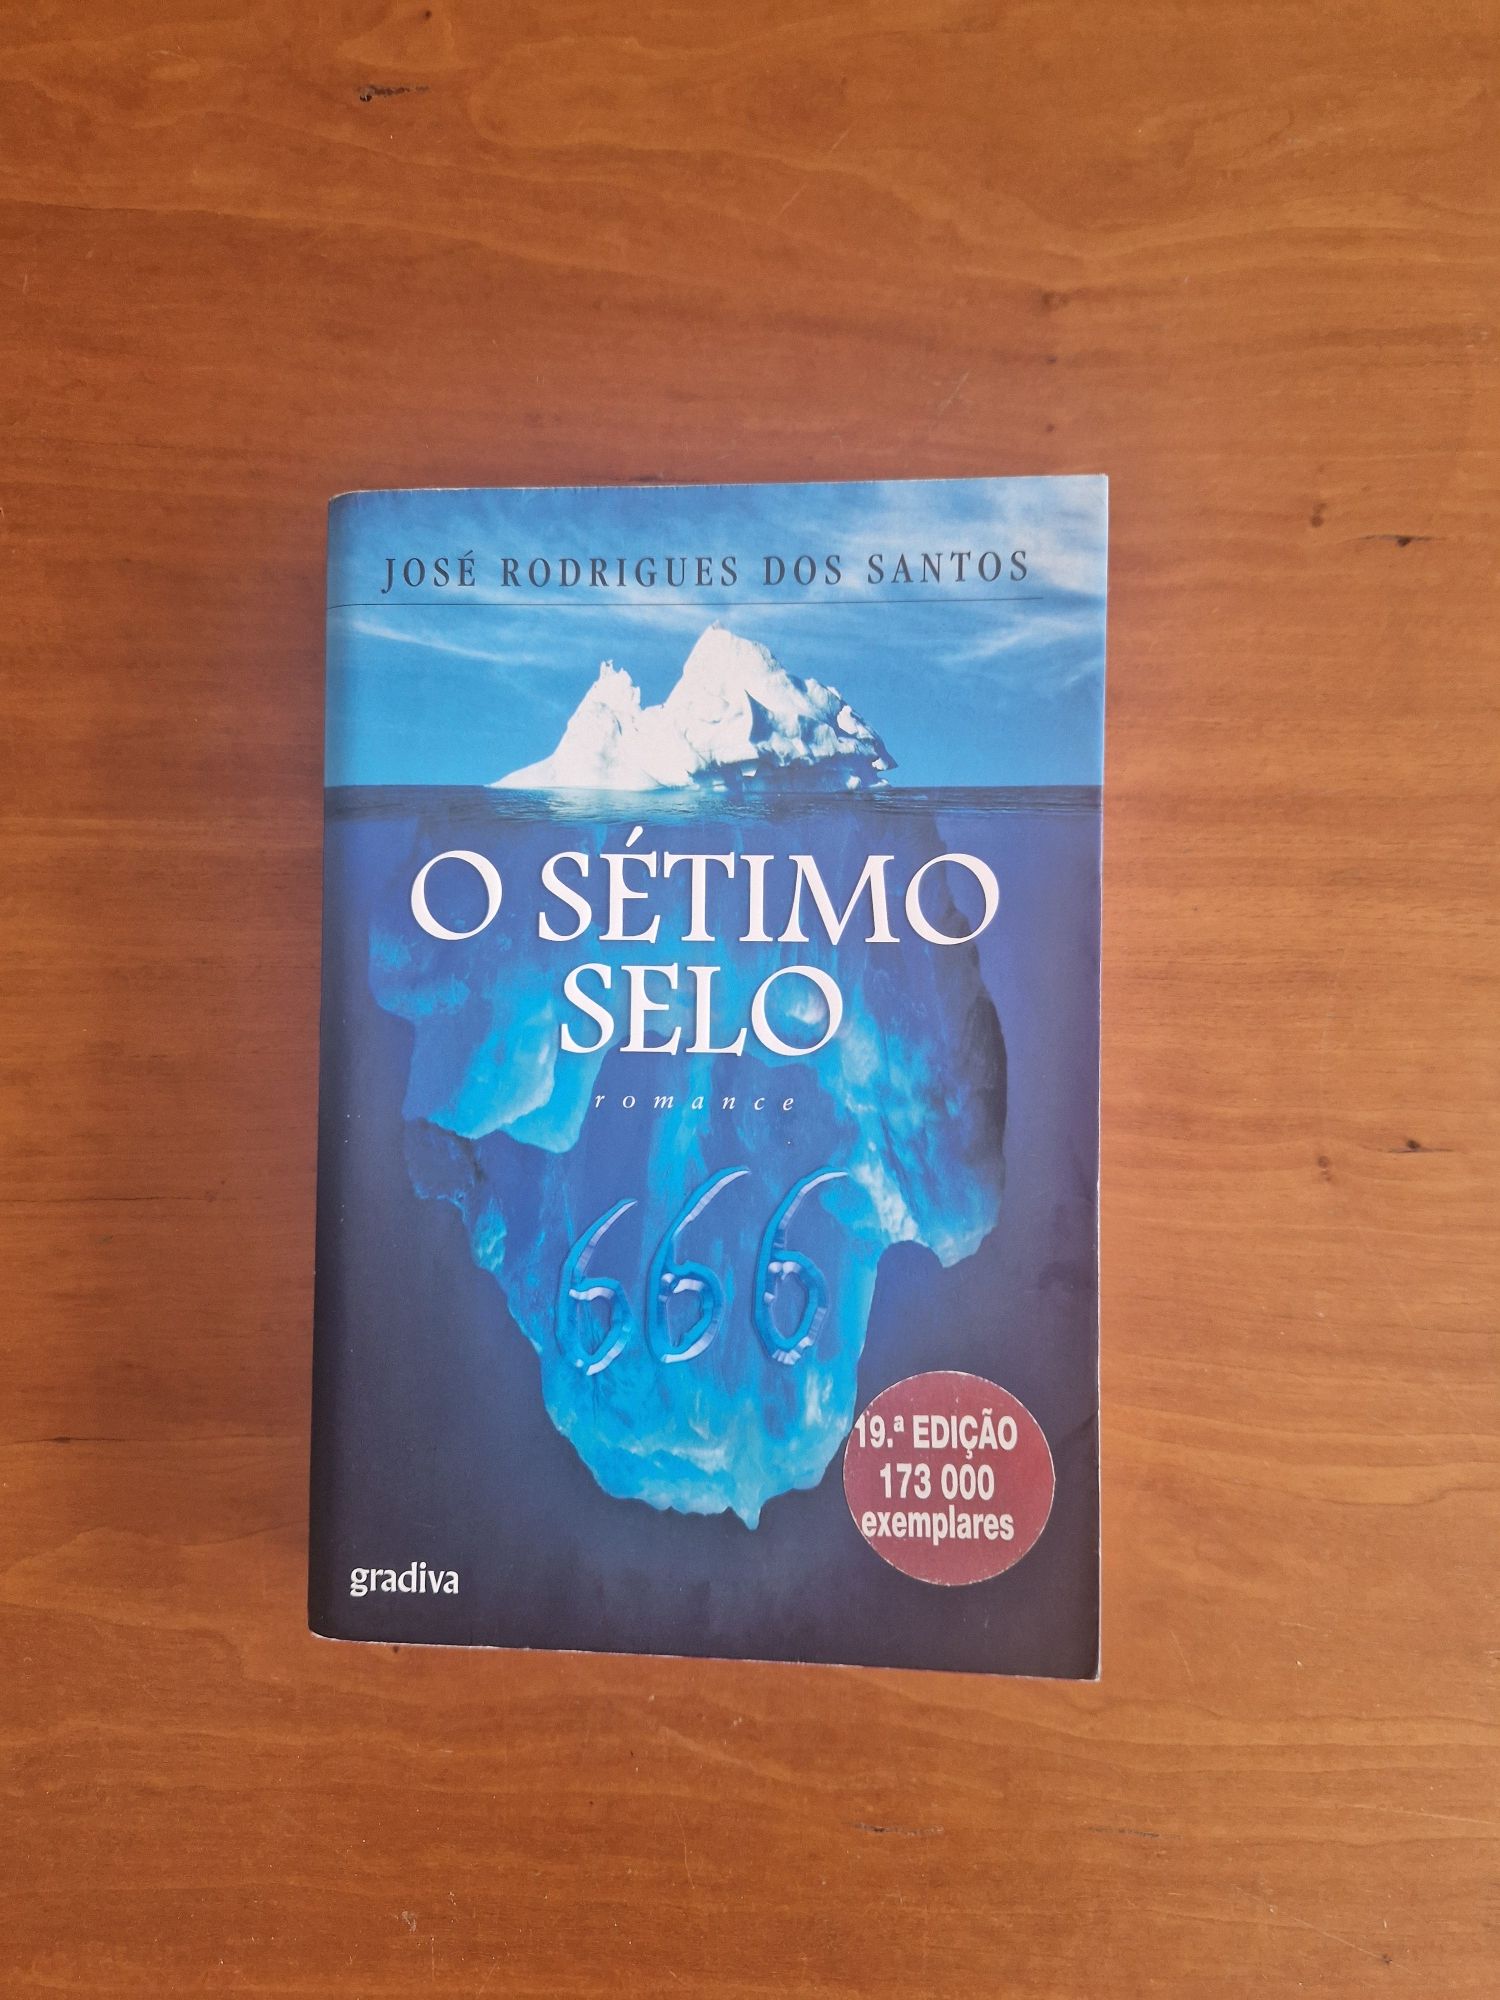 JOSÉ RODRIGUES DOS SANTOS
O SÉTIMO
SELO
romance
666
19.ª EDIÇÃO
173 000
exemplares
gradiva